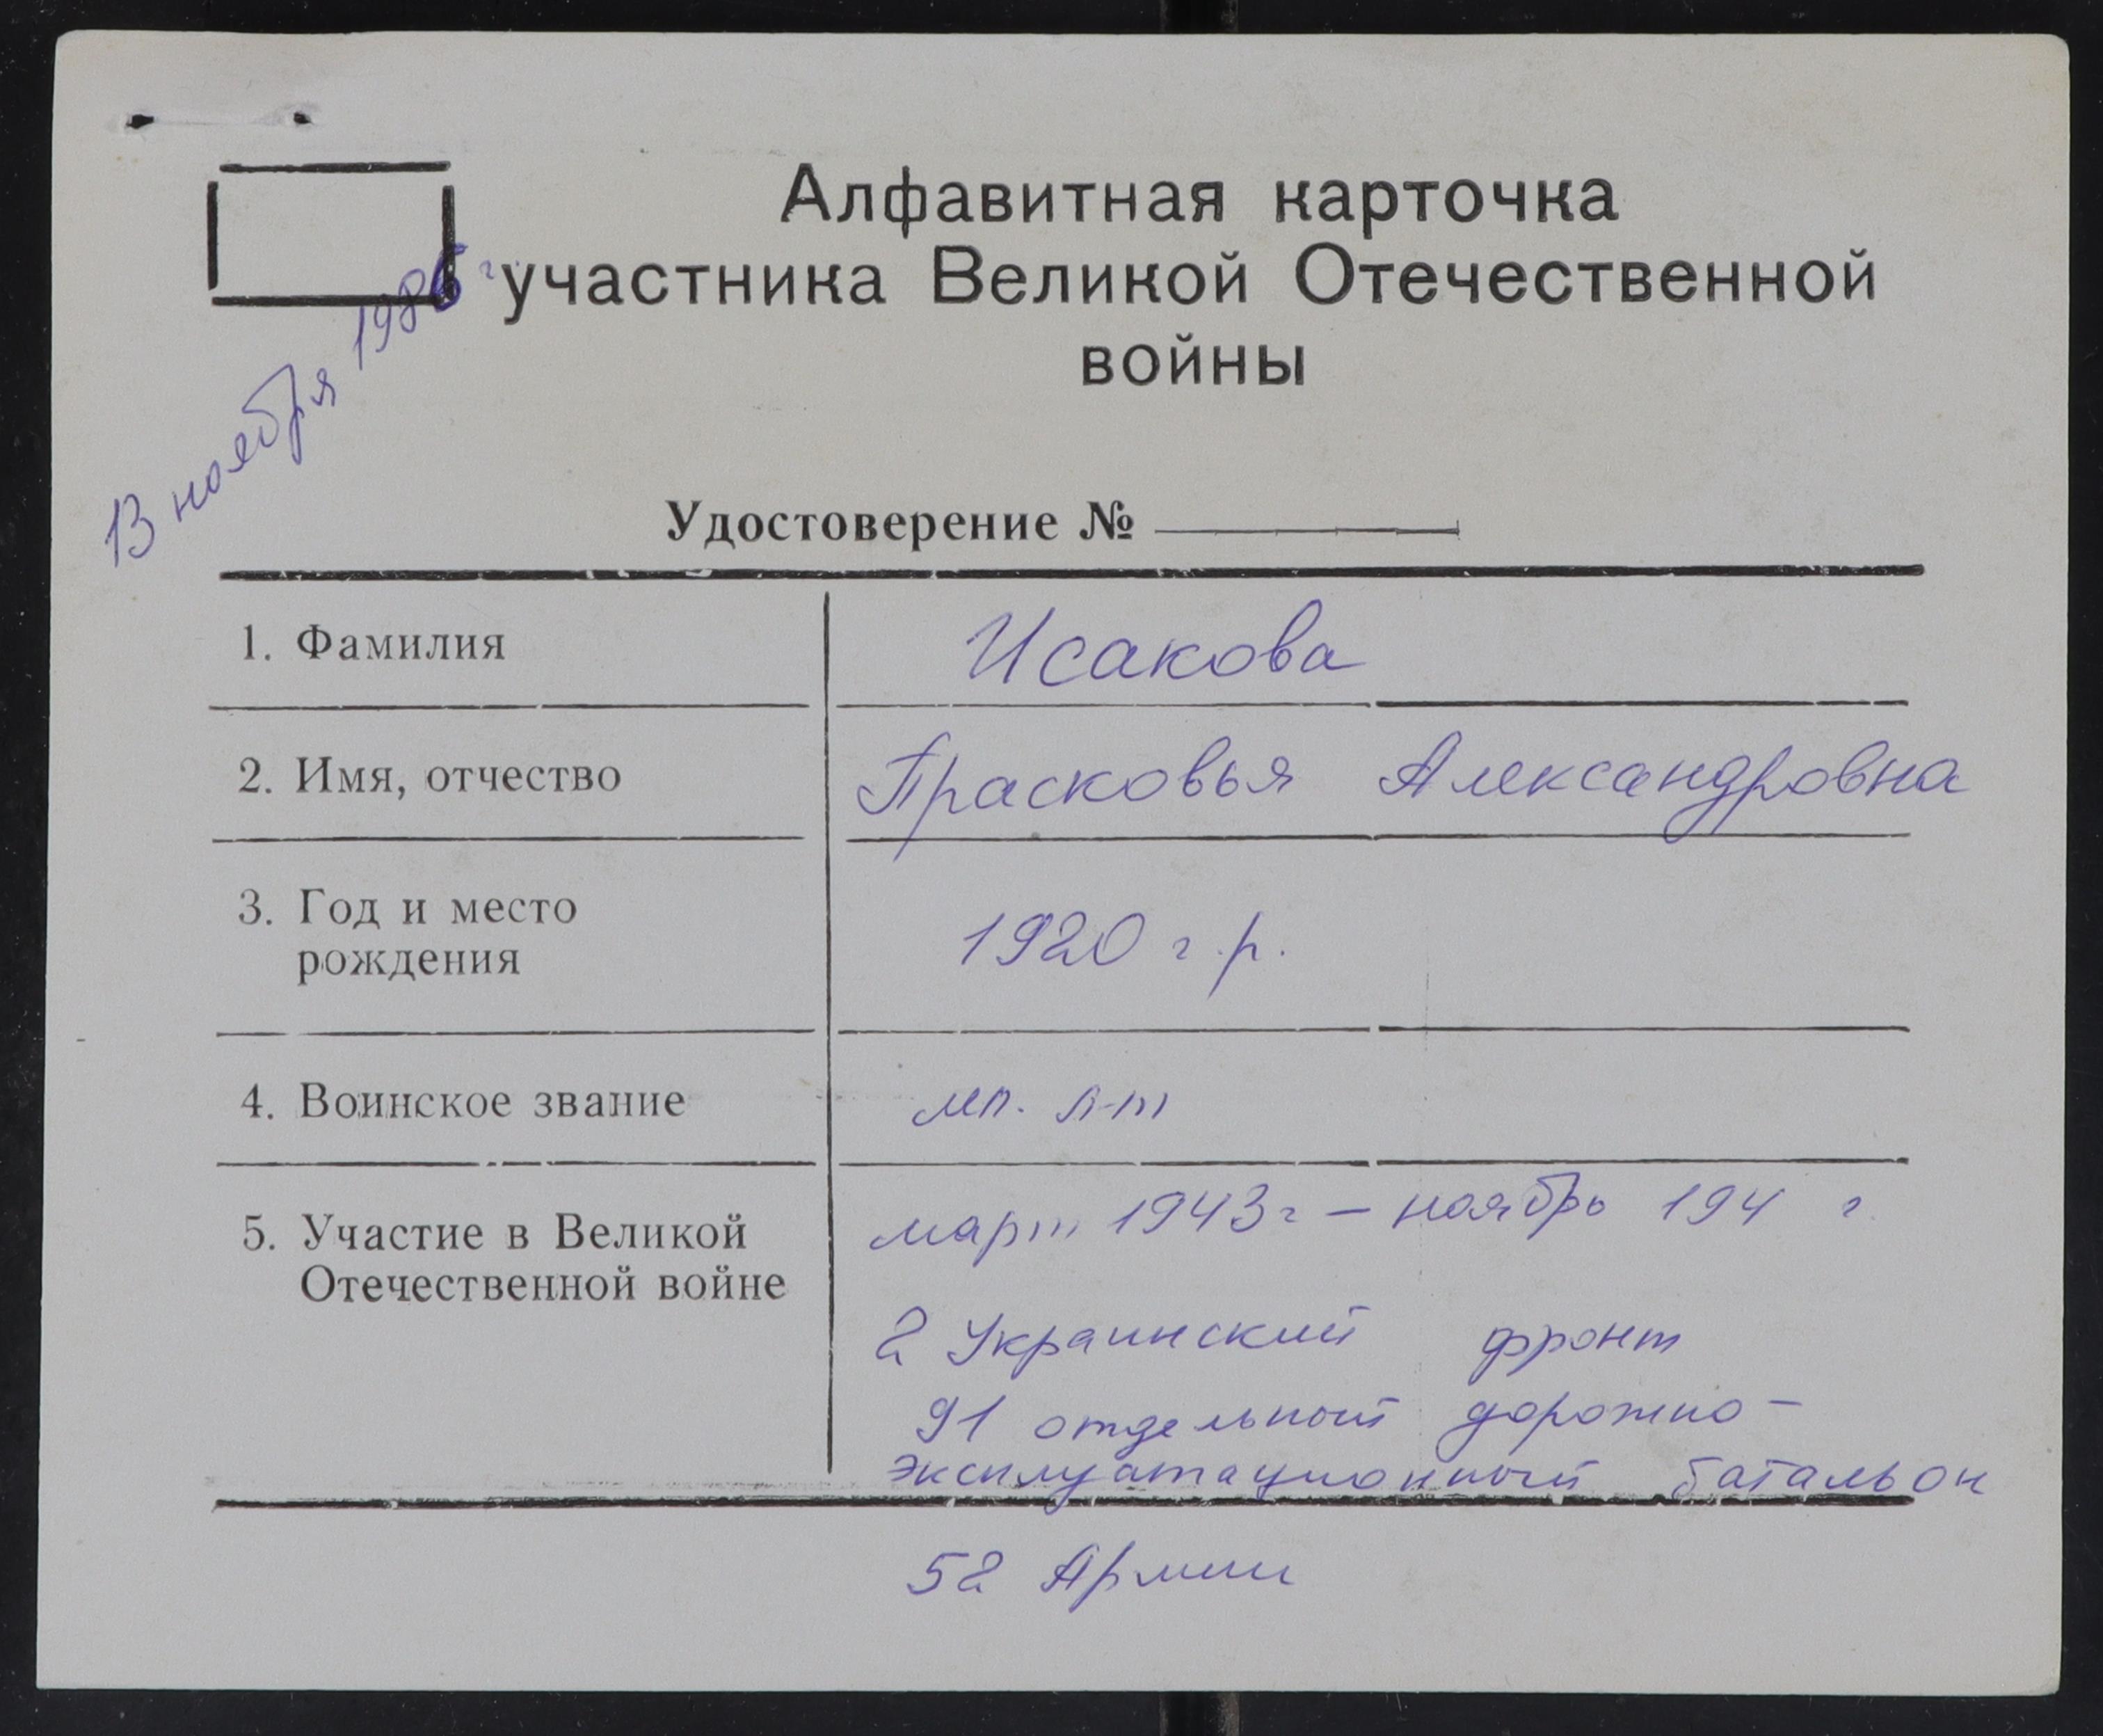 Алфавитная карточка
участника Великой Отечественной
войны
13 ноября 1986 г
Удостоверение №
1. Фамилия
Исакова
2. Имя, отчество
Прасковья Александровна
3. Год и место
рождения
1920 г.р.
4. Воинское звание
мл. л-т
5. Участие в Великой
Отечественной войне
март 1943г – ноябрь 194 г
2 Украинский фронт
91 отдельный дорожно-
эксплуатационный батальон
52 Армии